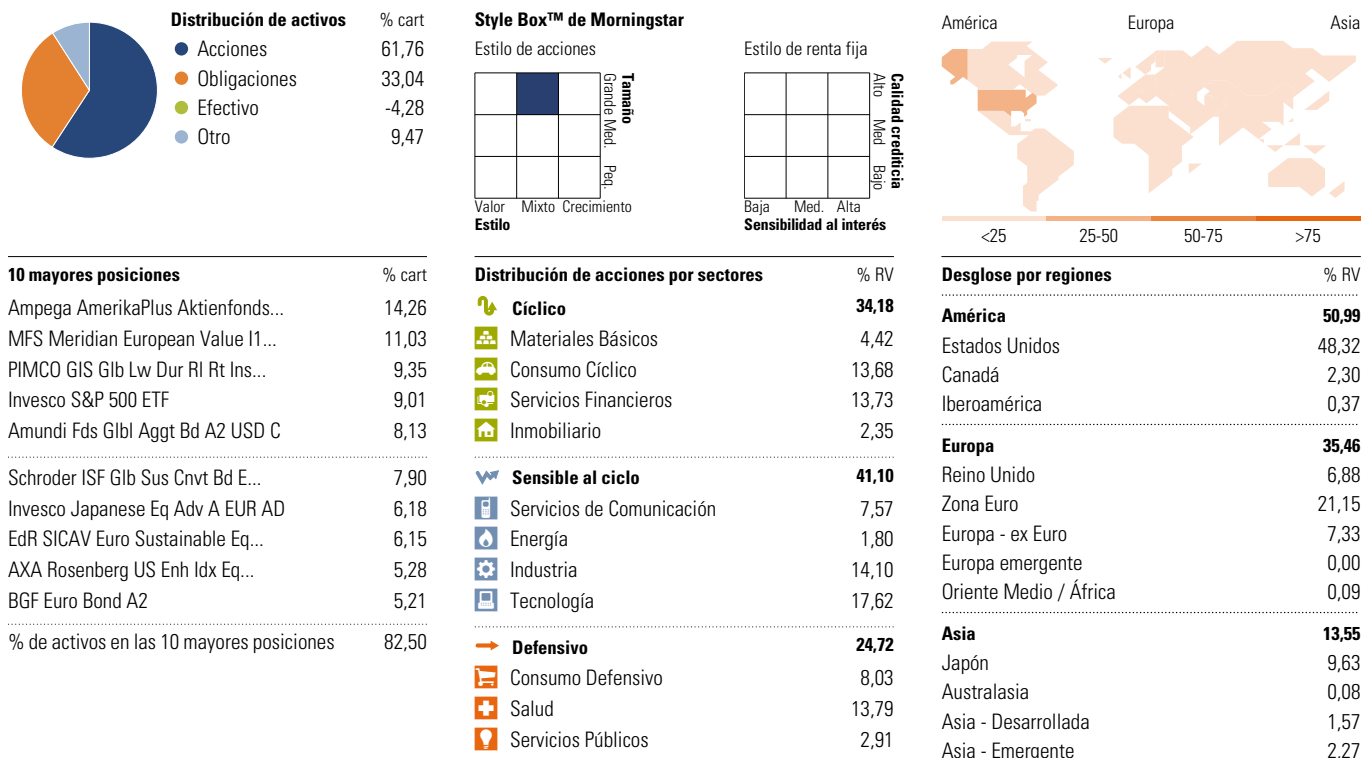 Distribución de activos % cart
Acciones 61,76
Obligaciones 33,04
Efectivo -4,28
Otro 9,47
Style Box™ de Morningstar
Estilo de acciones
Tamaño
Grande Med. Peq.
Valor Mixto Crecimiento
Estilo
Estilo de renta fija
Calidad crediticia
Alto Med Bajo
Baja Med. Alta
Sensibilidad al interés
América Europa Asia
<25 25-50 50-75 >75
10 mayores posiciones % cart
Ampega AmerikaPlus Aktienfonds... 14,26
MFS Meridian European Value I1... 11,03
PIMCO GIS Glb Lw Dur Rl Rt Ins... 9,35
Invesco S&P 500 ETF 9,01
Amundi Fds Glbl Aggt Bd A2 USD C 8,13
Schroder ISF Glb Sus Cnvt Bd E... 7,90
Invesco Japanese Eq Adv A EUR AD 6,18
EdR SICAV Euro Sustainable Eq... 6,15
AXA Rosenberg US Enh Idx Eq... 5,28
BGF Euro Bond A2 5,21
% de activos en las 10 mayores posiciones 82,50
Distribución de acciones por sectores % RV
Cíclico 34,18
Materiales Básicos 4,42
Consumo Cíclico 13,68
Servicios Financieros 13,73
Inmobiliario 2,35
Sensible al ciclo 41,10
Servicios de Comunicación 7,57
Energía 1,80
Industria 14,10
Tecnología 17,62
Defensivo 24,72
Consumo Defensivo 8,03
Salud 13,79
Servicios Públicos 2,91
Desglose por regiones % RV
América 50,99
Estados Unidos 48,32
Canadá 2,30
Iberoamérica 0,37
Europa 35,46
Reino Unido 6,88
Zona Euro 21,15
Europa - ex Euro 7,33
Europa emergente 0,00
Oriente Medio / África 0,09
Asia 13,55
Japón 9,63
Australasia 0,08
Asia - Desarrollada 1,57
Asia - Emergente 2,27